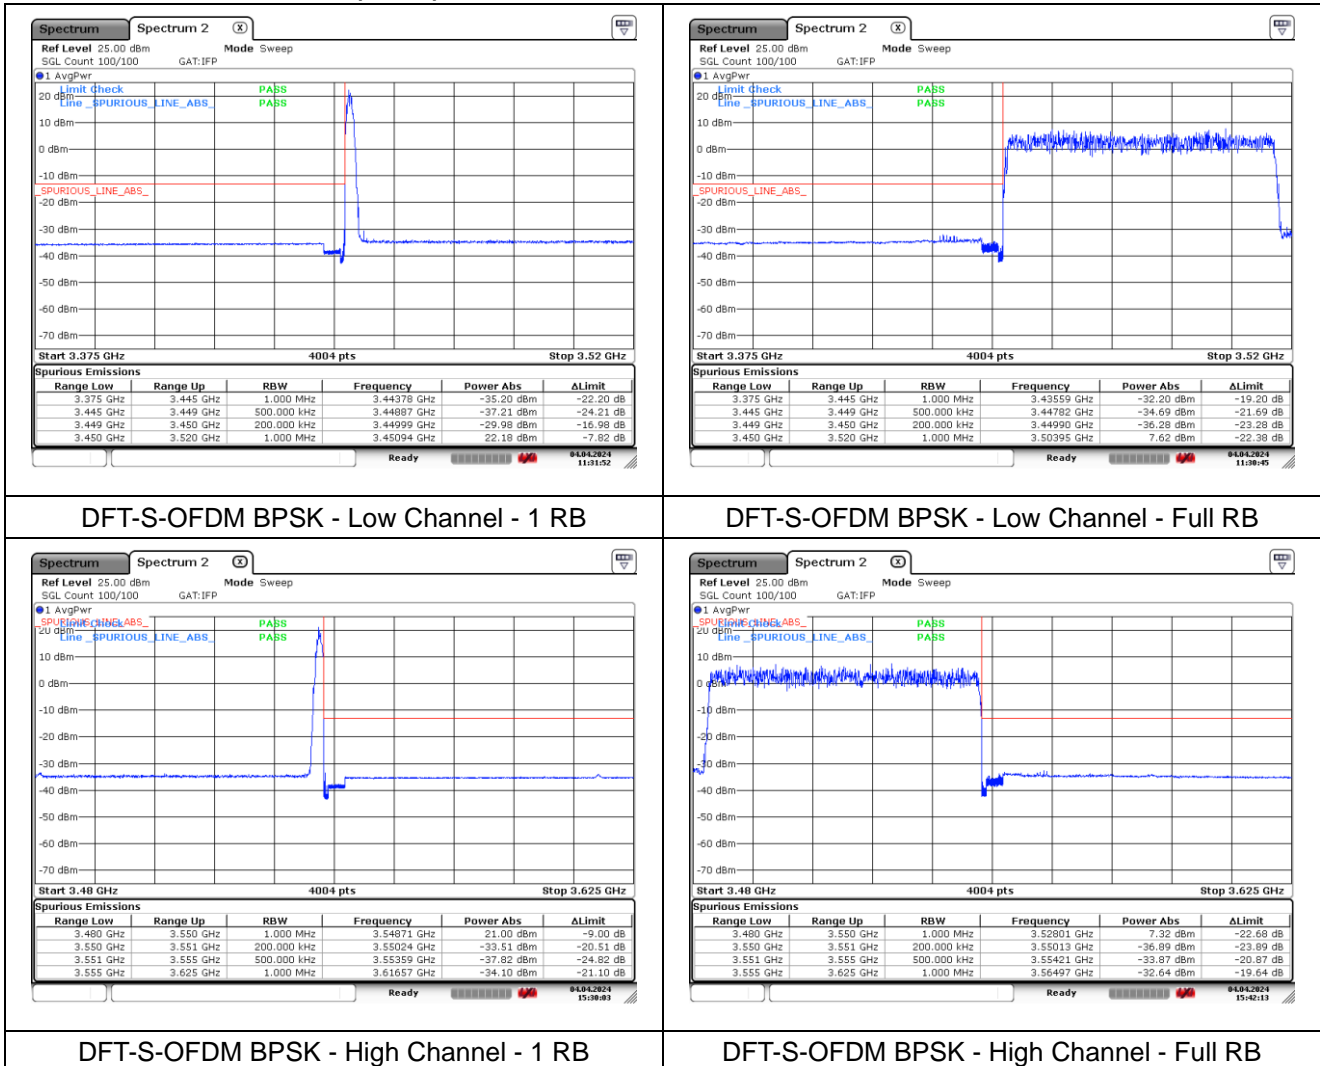 Spectrum Spectrum 2 X
Ref Level 25.00 dBm Mode Sweep
SGL Count 100/100 GAT:IFP
1 AvgPwr
Limit Check PASS
Line _SPURIOUS_LINE_ABS_ PASS
20 dBm
10 dBm
0 dBm
-10 dBm
_SPURIOUS_LINE_ABS_
-20 dBm
-30 dBm
-40 dBm
-50 dBm
-60 dBm
-70 dBm
Start 3.375 GHz 4004 pts Stop 3.52 GHz
Spurious Emissions
Range Low Range Up RBW Frequency Power Abs ΔLimit
3.375 GHz 3.445 GHz 1.000 MHz 3.44378 GHz -35.20 dBm -22.20 dB
3.445 GHz 3.449 GHz 500.000 kHz 3.44887 GHz -37.21 dBm -24.21 dB
3.449 GHz 3.450 GHz 200.000 kHz 3.44999 GHz -29.98 dBm -16.98 dB
3.450 GHz 3.520 GHz 1.000 MHz 3.45094 GHz 22.18 dBm -7.82 dB
Ready 04.04.2024
11:31:52
DFT-S-OFDM BPSK - Low Channel - 1 RB
Spectrum Spectrum 2 X
Ref Level 25.00 dBm Mode Sweep
SGL Count 100/100 GAT:IFP
1 AvgPwr
Limit Check PASS
Line _SPURIOUS_LINE_ABS_ PASS
20 dBm
10 dBm
0 dBm
-10 dBm
_SPURIOUS_LINE_ABS_
-20 dBm
-30 dBm
-40 dBm
-50 dBm
-60 dBm
-70 dBm
Start 3.375 GHz 4004 pts Stop 3.52 GHz
Spurious Emissions
Range Low Range Up RBW Frequency Power Abs ΔLimit
3.375 GHz 3.445 GHz 1.000 MHz 3.43559 GHz -32.20 dBm -19.20 dB
3.445 GHz 3.449 GHz 500.000 kHz 3.44782 GHz -34.69 dBm -21.69 dB
3.449 GHz 3.450 GHz 200.000 kHz 3.44990 GHz -36.28 dBm -23.28 dB
3.450 GHz 3.520 GHz 1.000 MHz 3.50395 GHz 7.62 dBm -22.38 dB
Ready 04.04.2024
11:30:45
DFT-S-OFDM BPSK - Low Channel - Full RB
Spectrum Spectrum 2 X
Ref Level 25.00 dBm Mode Sweep
SGL Count 100/100 GAT:IFP
1 AvgPwr
_SPURIOUS_LINE_ABS_
Limit Check PASS
Line _SPURIOUS_LINE_ABS_ PASS
20 dBm
10 dBm
0 dBm
-10 dBm
-20 dBm
-30 dBm
-40 dBm
-50 dBm
-60 dBm
-70 dBm
Start 3.48 GHz 4004 pts Stop 3.625 GHz
Spurious Emissions
Range Low Range Up RBW Frequency Power Abs ΔLimit
3.480 GHz 3.550 GHz 1.000 MHz 3.54871 GHz 21.00 dBm -9.00 dB
3.550 GHz 3.551 GHz 200.000 kHz 3.55024 GHz -33.51 dBm -20.51 dB
3.551 GHz 3.555 GHz 500.000 kHz 3.55359 GHz -37.82 dBm -24.82 dB
3.555 GHz 3.625 GHz 1.000 MHz 3.61657 GHz -34.10 dBm -21.10 dB
Ready 04.04.2024
15:30:03
DFT-S-OFDM BPSK - High Channel - 1 RB
Spectrum Spectrum 2 X
Ref Level 25.00 dBm Mode Sweep
SGL Count 100/100 GAT:IFP
1 AvgPwr
_SPURIOUS_LINE_ABS_
Limit Check PASS
Line _SPURIOUS_LINE_ABS_ PASS
20 dBm
10 dBm
0 dBm
-10 dBm
-20 dBm
-30 dBm
-40 dBm
-50 dBm
-60 dBm
-70 dBm
Start 3.48 GHz 4004 pts Stop 3.625 GHz
Spurious Emissions
Range Low Range Up RBW Frequency Power Abs ΔLimit
3.480 GHz 3.550 GHz 1.000 MHz 3.52801 GHz 7.32 dBm -22.68 dB
3.550 GHz 3.551 GHz 200.000 kHz 3.55013 GHz -36.89 dBm -23.89 dB
3.551 GHz 3.555 GHz 500.000 kHz 3.55421 GHz -33.87 dBm -20.87 dB
3.555 GHz 3.625 GHz 1.000 MHz 3.56497 GHz -32.64 dBm -19.64 dB
Ready 04.04.2024
15:42:13
DFT-S-OFDM BPSK - High Channel - Full RB